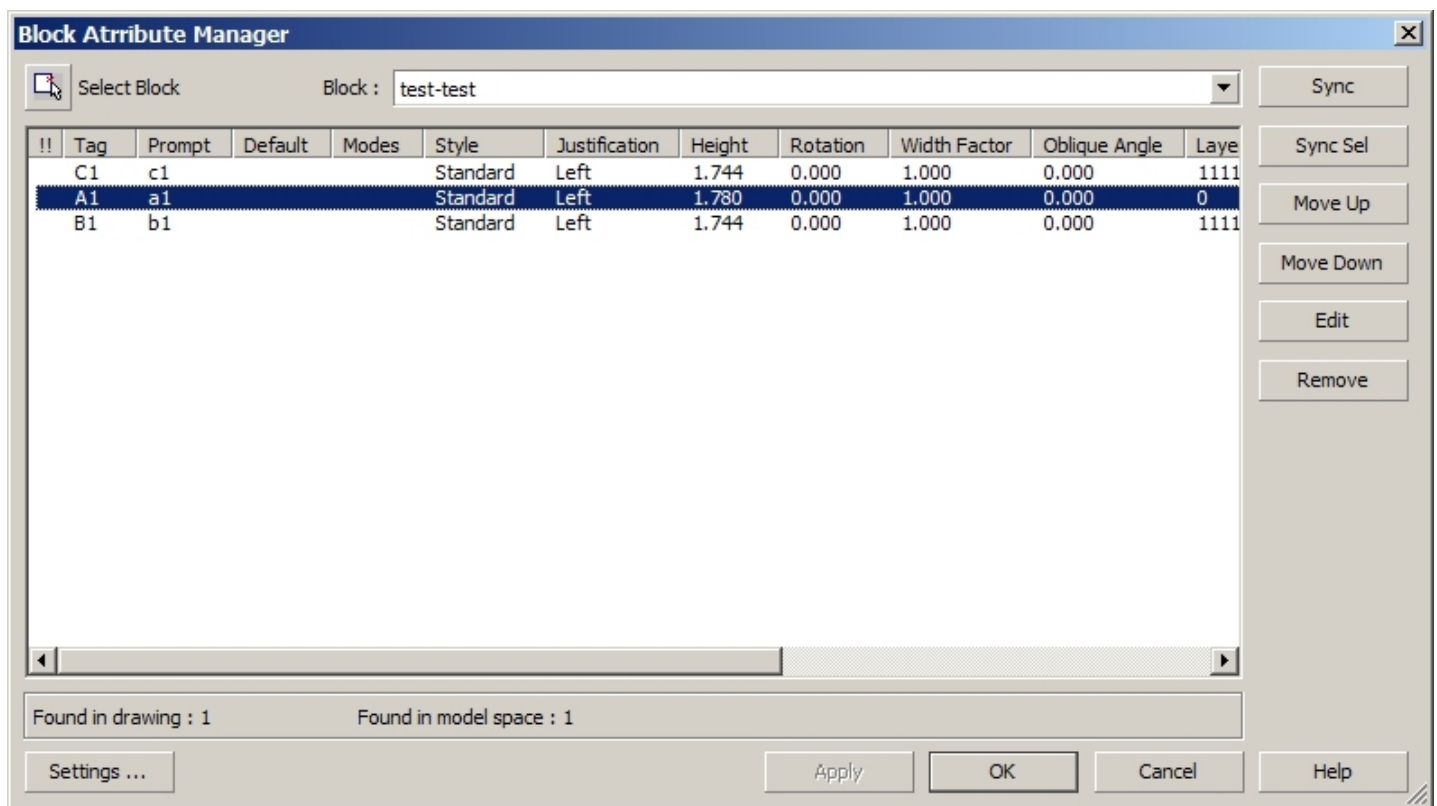 Block Atrribute Manager
Select Block Block : test-test Sync
!! Tag Prompt Default Modes Style Justification Height Rotation Width Factor Oblique Angle Laye Sync Sel
C1 c1 Standard Left 1.744 0.000 1.000 0.000 1111
A1 a1 Standard Left 1.780 0.000 1.000 0.000 0 Move Up
B1 b1 Standard Left 1.744 0.000 1.000 0.000 1111
Move Down
Edit
Remove
Found in drawing : 1 Found in model space : 1
Settings ... Apply OK Cancel Help